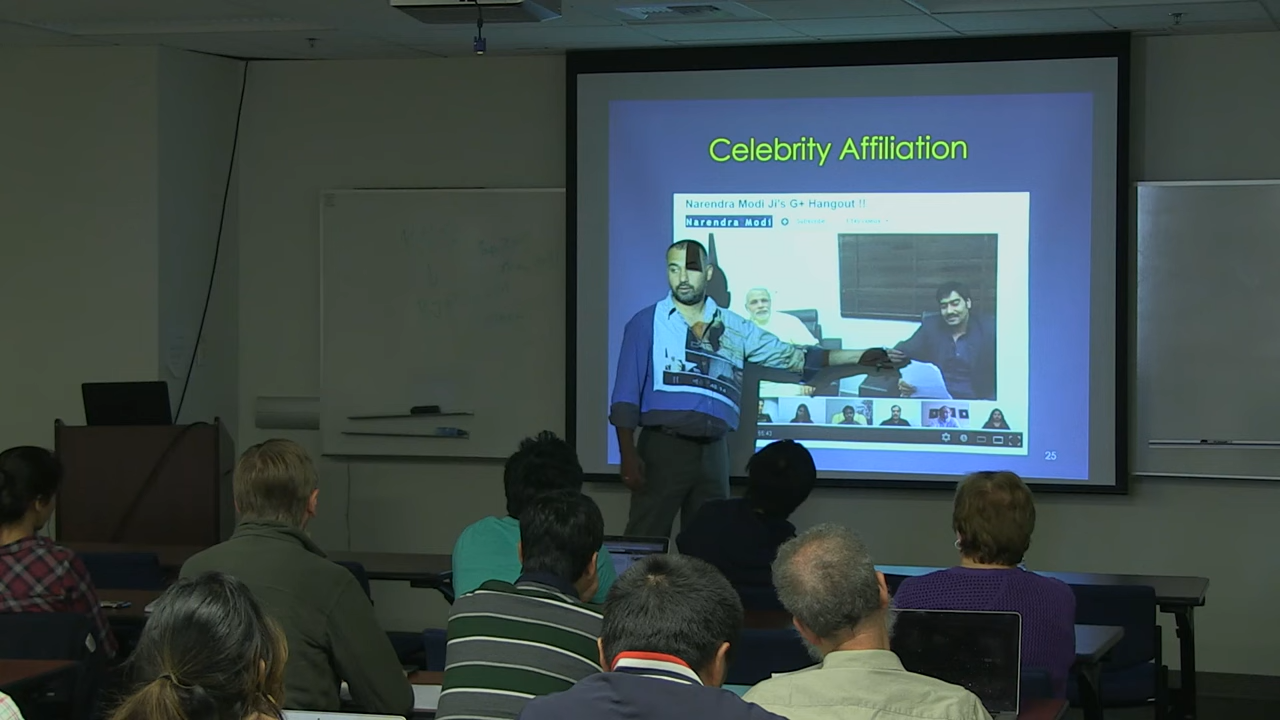 Celebrity Affiliation
Narendra Modi Ji's G+ Hangout !!
Narendra Modi
25